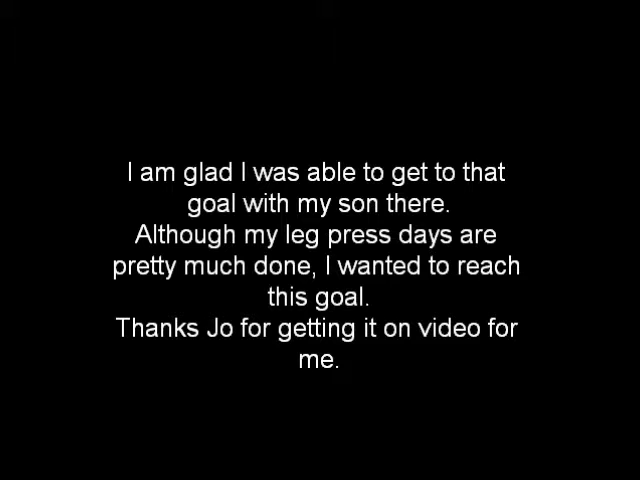 I am glad I was able to get to that
goal with my son there.
Although my leg press days are
pretty much done, I wanted to reach
this goal.
Thanks Jo for getting it on video for
me.